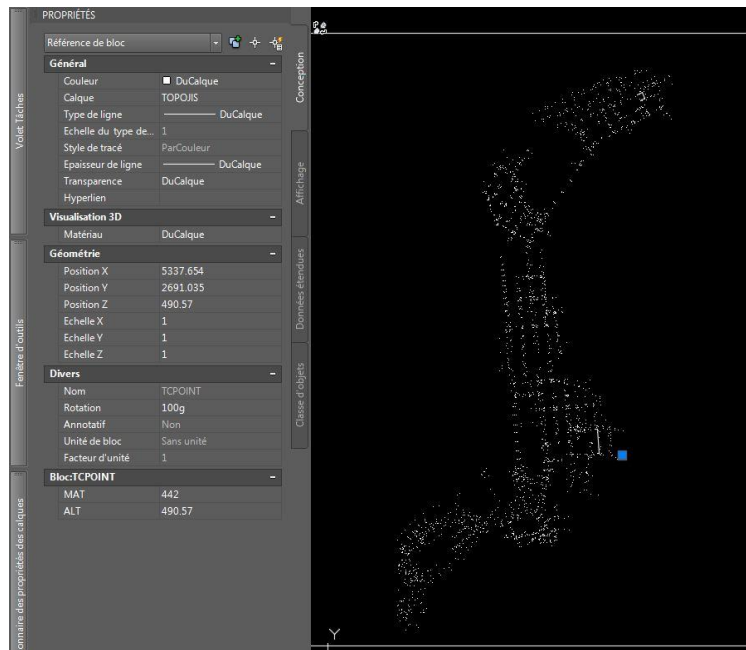 PROPRIÉTÉS
Référence de bloc
Général
Couleur DuCalque
Calque TOPOJIS
Type de ligne DuCalque
Echelle du type de... 1
Style de tracé ParCouleur
Epaisseur de ligne DuCalque
Transparence DuCalque
Hyperlien
Visualisation 3D
Matériau DuCalque
Géométrie
Position X 5337.654
Position Y 2691.035
Position Z 490.57
Echelle X 1
Echelle Y 1
Echelle Z 1
Divers
Nom TCPOINT
Rotation 100g
Annotatif Non
Unité de bloc Sans unité
Facteur d'unité 1
Bloc:TCPOINT
MAT 442
ALT 490.57
Volet Tâches
Fenêtre d'outils
onnaire des propriétés des calques
Conception
Affichage
Données étendues
Classe d'objets
Y